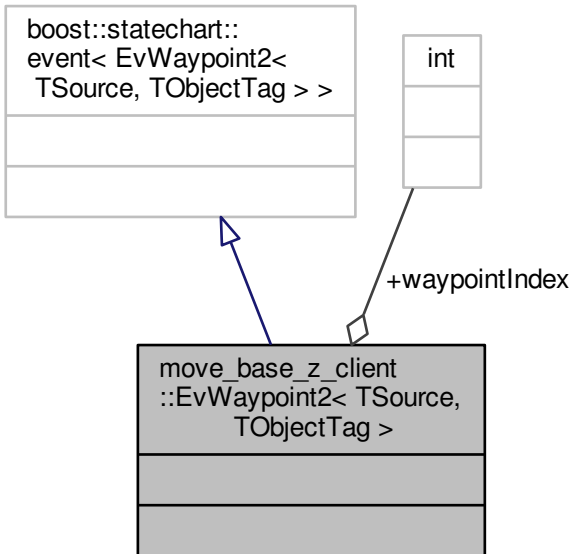 boost::statechart::
event< EvWaypoint2<
TSource, TObjectTag > >
int
+waypointIndex
move_base_z_client
::EvWaypoint2< TSource,
TObjectTag >